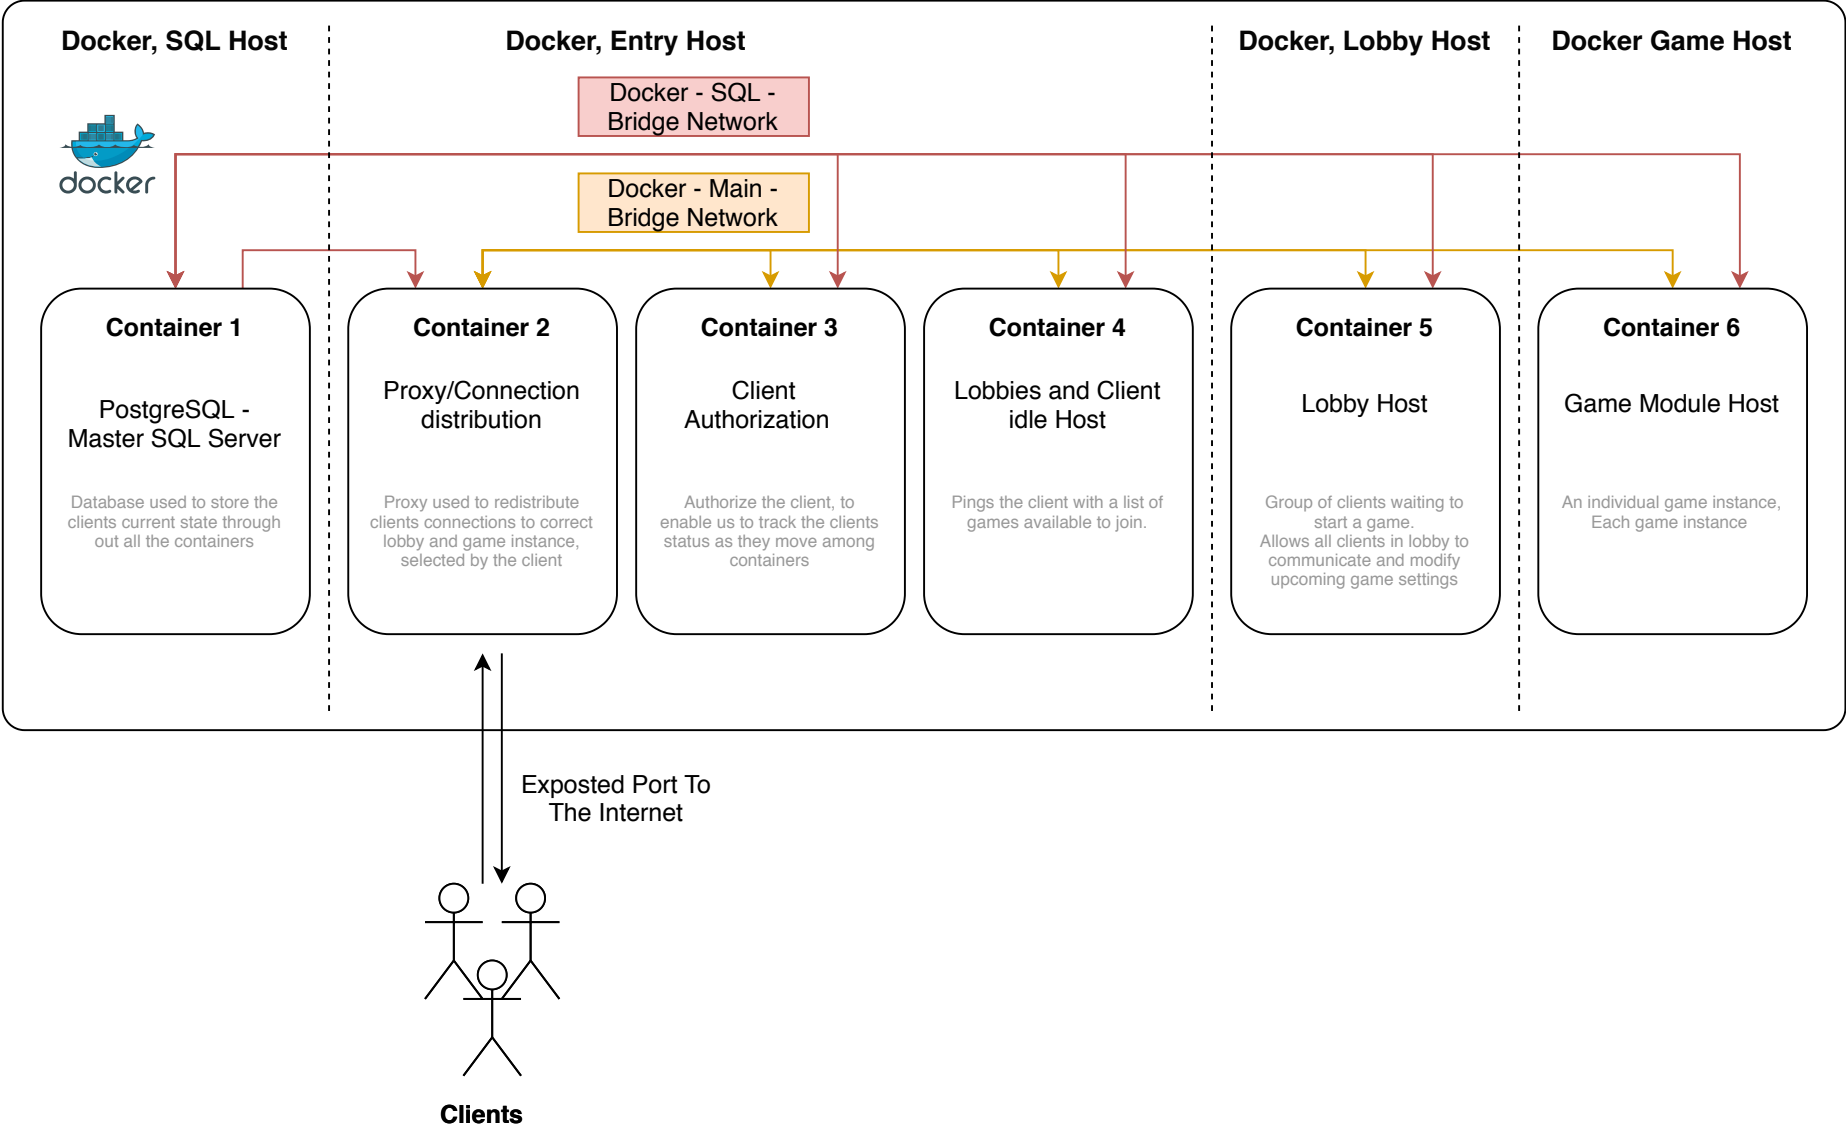 Docker, SQL Host
Docker, Entry Host
Docker, Lobby Host
Docker Game Host
Docker - SQL -
Bridge Network
docker
Docker - Main -
Bridge Network
Container 1
PostgreSQL -
Master SQL Server
Database used to store the
clients current state through
out all the containers
Container 2
Proxy/Connection
distribution
Proxy used to redistribute
clients connections to correct
lobby and game instance,
selected by the client
Container 3
Client
Authorization
Authorize the client, to
enable us to track the clients
status as they move among
containers
Container 4
Lobbies and Client
idle Host
Pings the client with a list of
games available to join.
Container 5
Lobby Host
Group of clients waiting to
start a game.
Allows all clients in lobby to
communicate and modify
upcoming game settings
Container 6
Game Module Host
An individual game instance,
Each game instance
Exposted Port To
The Internet
Clients